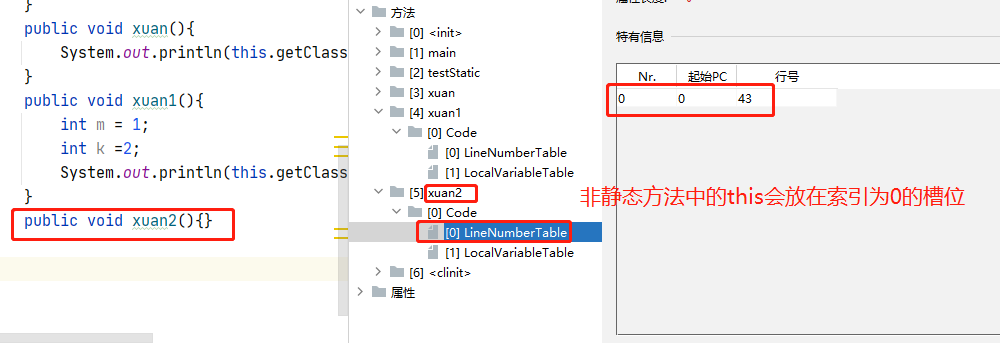 }
public void xuan(){
System.out.println(this.getClass
}
public void xuan1(){
int m = 1;
int k =2;
System.out.println(this.getClass
}
public void xuan2(){}
}
方法
[0] <init>
[1] main
[2] testStatic
[3] xuan
[4] xuan1
[0] Code
[0] LineNumberTable
[1] LocalVariableTable
[5] xuan2
[0] Code
[0] LineNumberTable
[1] LocalVariableTable
[6] <clinit>
属性
特有信息
Nr. 起始PC 行号
0 0 43
非静态方法中的this会放在索引为0的槽位